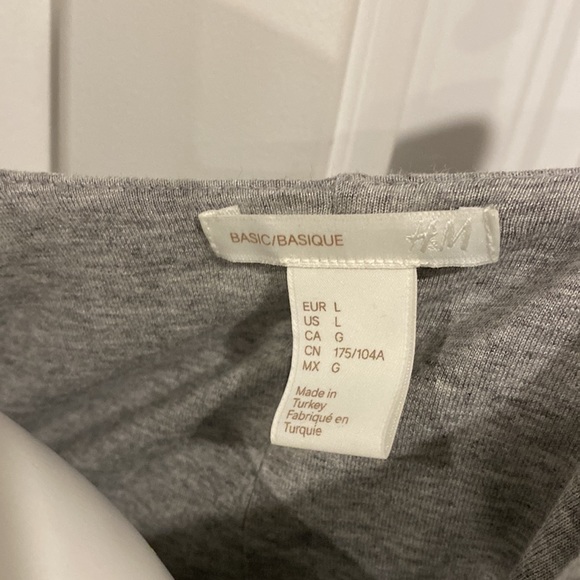 BASIC/BASIQUE H&M
EUR L
US L
CA G
CN 175/104A
MX G
Made in
Turkey
Fabriqué en
Turquie